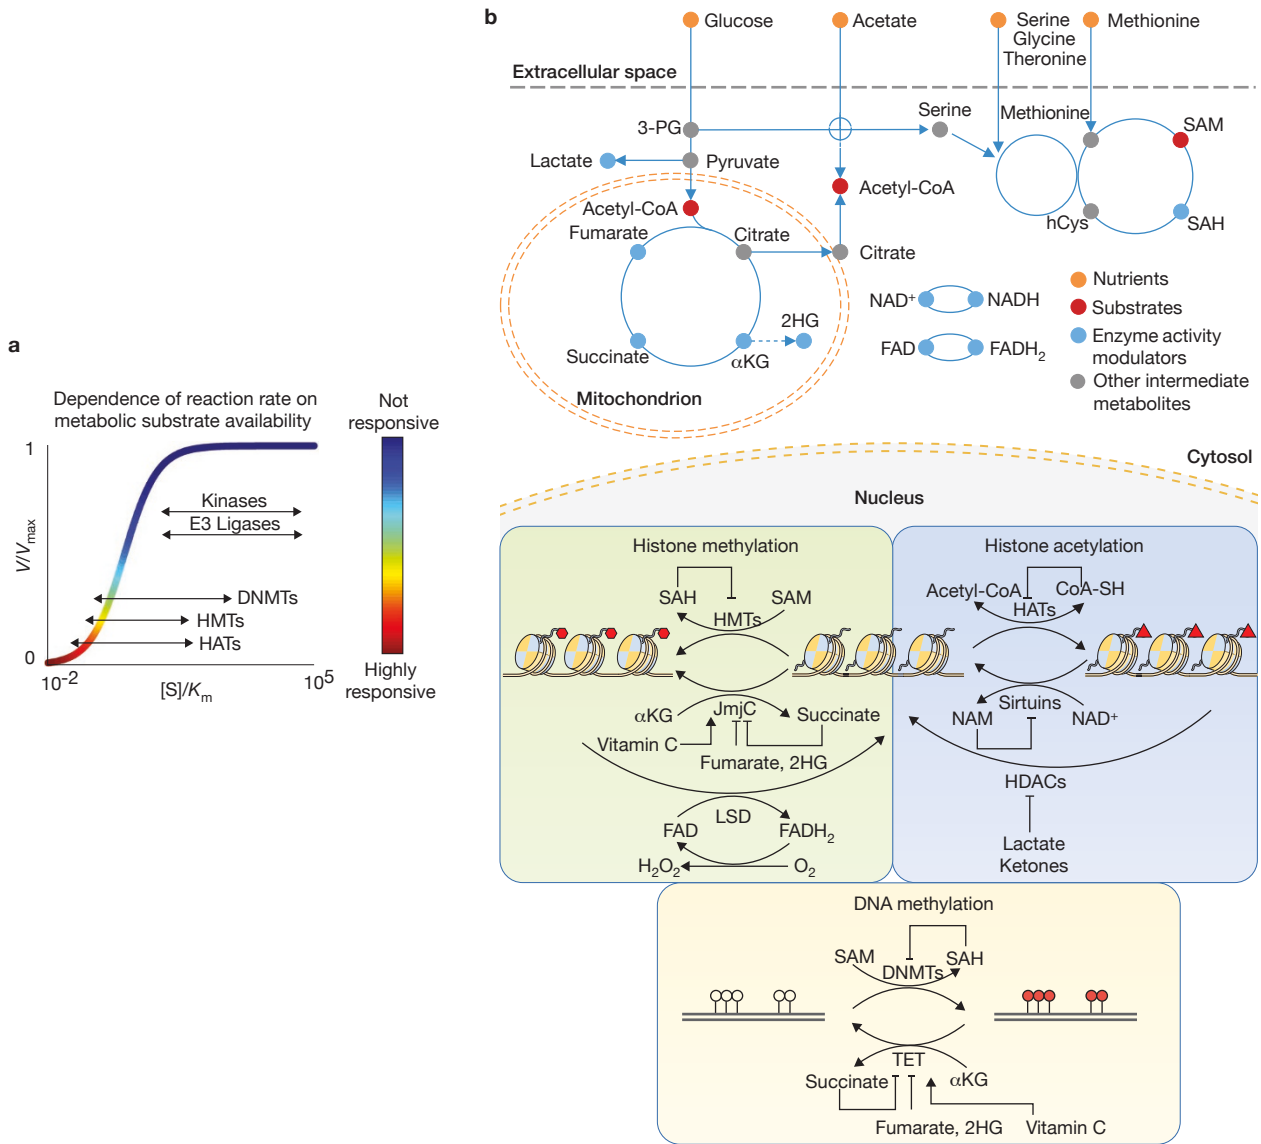 a
Dependence of reaction rate on
metabolic substrate availability
Not
responsive
1
V/Vmax
Kinases
E3 Ligases
DNMTs
HMTs
HATs
0
10-2
[S]/Km
105
Highly
responsive
b
Glucose
Acetate
Serine
Glycine
Theronine
Methionine
Extracellular space
3-PG
Serine
Methionine
SAM
Lactate
Pyruvate
Acetyl-CoA
Acetyl-CoA
Fumarate
Citrate
Citrate
hCys
SAH
NAD+
NADH
FAD
FADH2
2HG
Succinate
αKG
Mitochondrion
Nutrients
Substrates
Enzyme activity
modulators
Other intermediate
metabolites
Cytosol
Nucleus
Histone methylation
SAH
SAM
HMTs
αKG
JmjC
Succinate
Vitamin C
Fumarate, 2HG
LSD
FAD
FADH2
H2O2
O2
Histone acetylation
Acetyl-CoA
CoA-SH
HATs
Sirtuins
NAM
NAD+
HDACs
Lactate
Ketones
DNA methylation
SAM
SAH
DNMTs
TET
Succinate
αKG
Fumarate, 2HG
Vitamin C